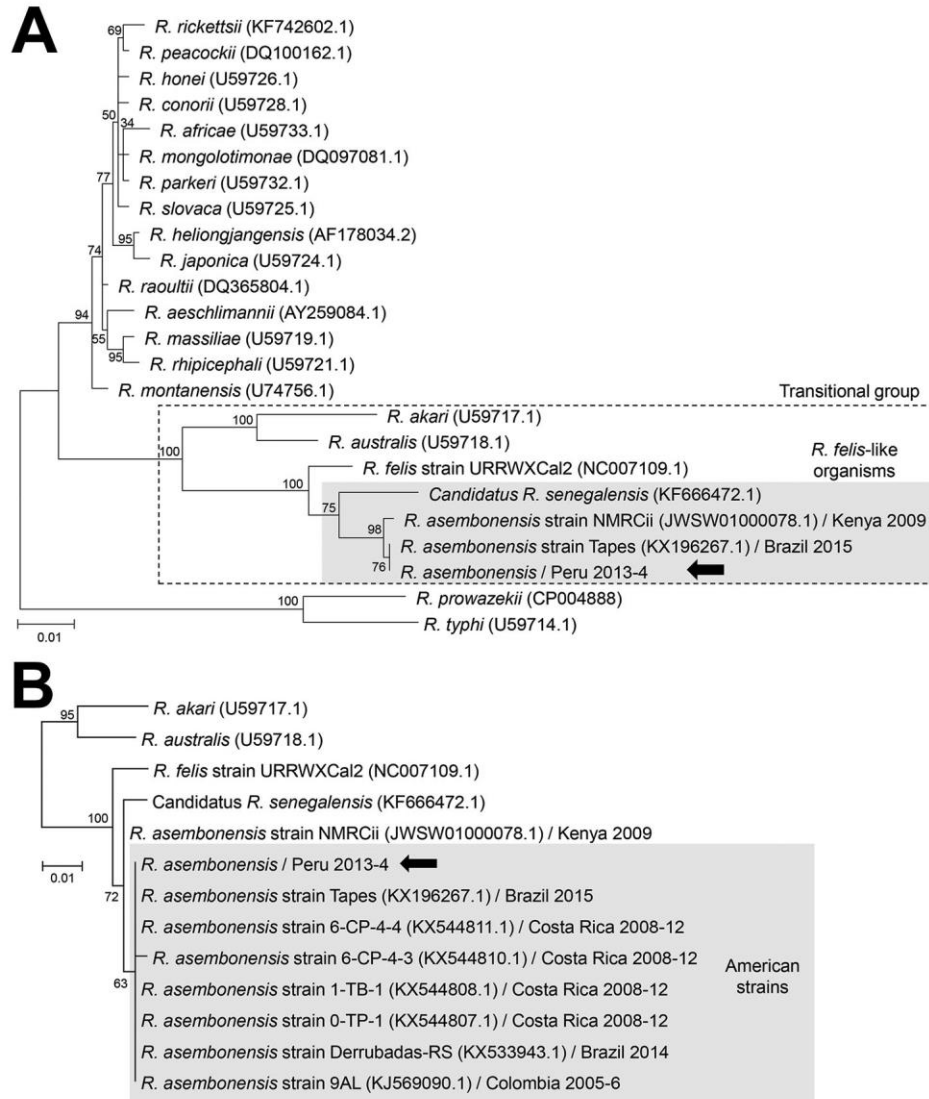 A
69
R. rickettsii (KF742602.1)
R. peacockii (DQ100162.1)
R. honei (U59726.1)
R. conorii (U59728.1)
50
34
R. africae (U59733.1)
R. mongolotimonae (DQ097081.1)
77
R. parkeri (U59732.1)
R. slovaca (U59725.1)
95
R. heliongjangensis (AF178034.2)
74
R. japonica (U59724.1)
R. raoultii (DQ365804.1)
R. aeschlimannii (AY259084.1)
94
55
R. massiliae (U59719.1)
95
R. rhipicephali (U59721.1)
R. montanensis (U74756.1)
Transitional group
100
R. akari (U59717.1)
R. australis (U59718.1)
100
R. felis-like
organisms
R. felis strain URRWXCal2 (NC007109.1)
100
75
Candidatus R. senegalensis (KF666472.1)
98
R. asembonensis strain NMRCii (JWSW01000078.1) / Kenya 2009
R. asembonensis strain Tapes (KX196267.1) / Brazil 2015
76
R. asembonensis / Peru 2013-4
100
R. prowazekii (CP004888)
R. typhi (U59714.1)
0.01
B
95
R. akari (U59717.1)
R. australis (U59718.1)
R. felis strain URRWXCal2 (NC007109.1)
100
Candidatus R. senegalensis (KF666472.1)
R. asembonensis strain NMRCii (JWSW01000078.1) / Kenya 2009
0.01
R. asembonensis / Peru 2013-4
72
R. asembonensis strain Tapes (KX196267.1) / Brazil 2015
R. asembonensis strain 6-CP-4-4 (KX544811.1) / Costa Rica 2008-12
R. asembonensis strain 6-CP-4-3 (KX544810.1) / Costa Rica 2008-12
63
American
strains
R. asembonensis strain 1-TB-1 (KX544808.1) / Costa Rica 2008-12
R. asembonensis strain 0-TP-1 (KX544807.1) / Costa Rica 2008-12
R. asembonensis strain Derrubadas-RS (KX533943.1) / Brazil 2014
R. asembonensis strain 9AL (KJ569090.1) / Colombia 2005-6